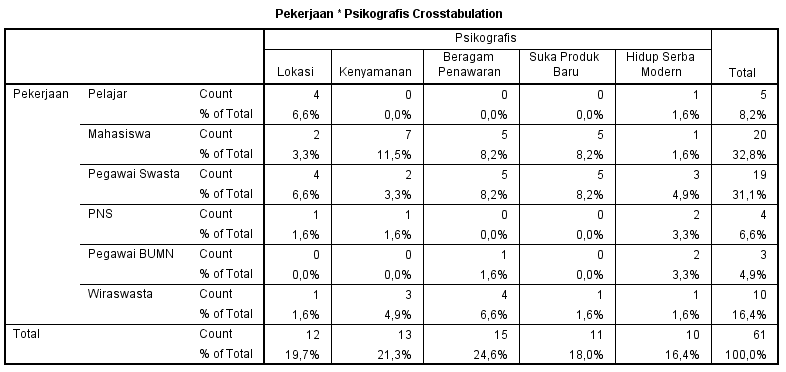 Pekerjaan * Psikografis Crosstabulation
Psikografis
Lokasi Kenyamanan Beragam Penawaran Suka Produk Baru Hidup Serba Modern Total
Pekerjaan Pelajar Count 4 0 0 0 1 5
% of Total 6,6% 0,0% 0,0% 0,0% 1,6% 8,2%
Mahasiswa Count 2 7 5 5 1 20
% of Total 3,3% 11,5% 8,2% 8,2% 1,6% 32,8%
Pegawai Swasta Count 4 2 5 5 3 19
% of Total 6,6% 3,3% 8,2% 8,2% 4,9% 31,1%
PNS Count 1 1 0 0 2 4
% of Total 1,6% 1,6% 0,0% 0,0% 3,3% 6,6%
Pegawai BUMN Count 0 0 1 0 2 3
% of Total 0,0% 0,0% 1,6% 0,0% 3,3% 4,9%
Wiraswasta Count 1 3 4 1 1 10
% of Total 1,6% 4,9% 6,6% 1,6% 1,6% 16,4%
Total Count 12 13 15 11 10 61
% of Total 19,7% 21,3% 24,6% 18,0% 16,4% 100,0%